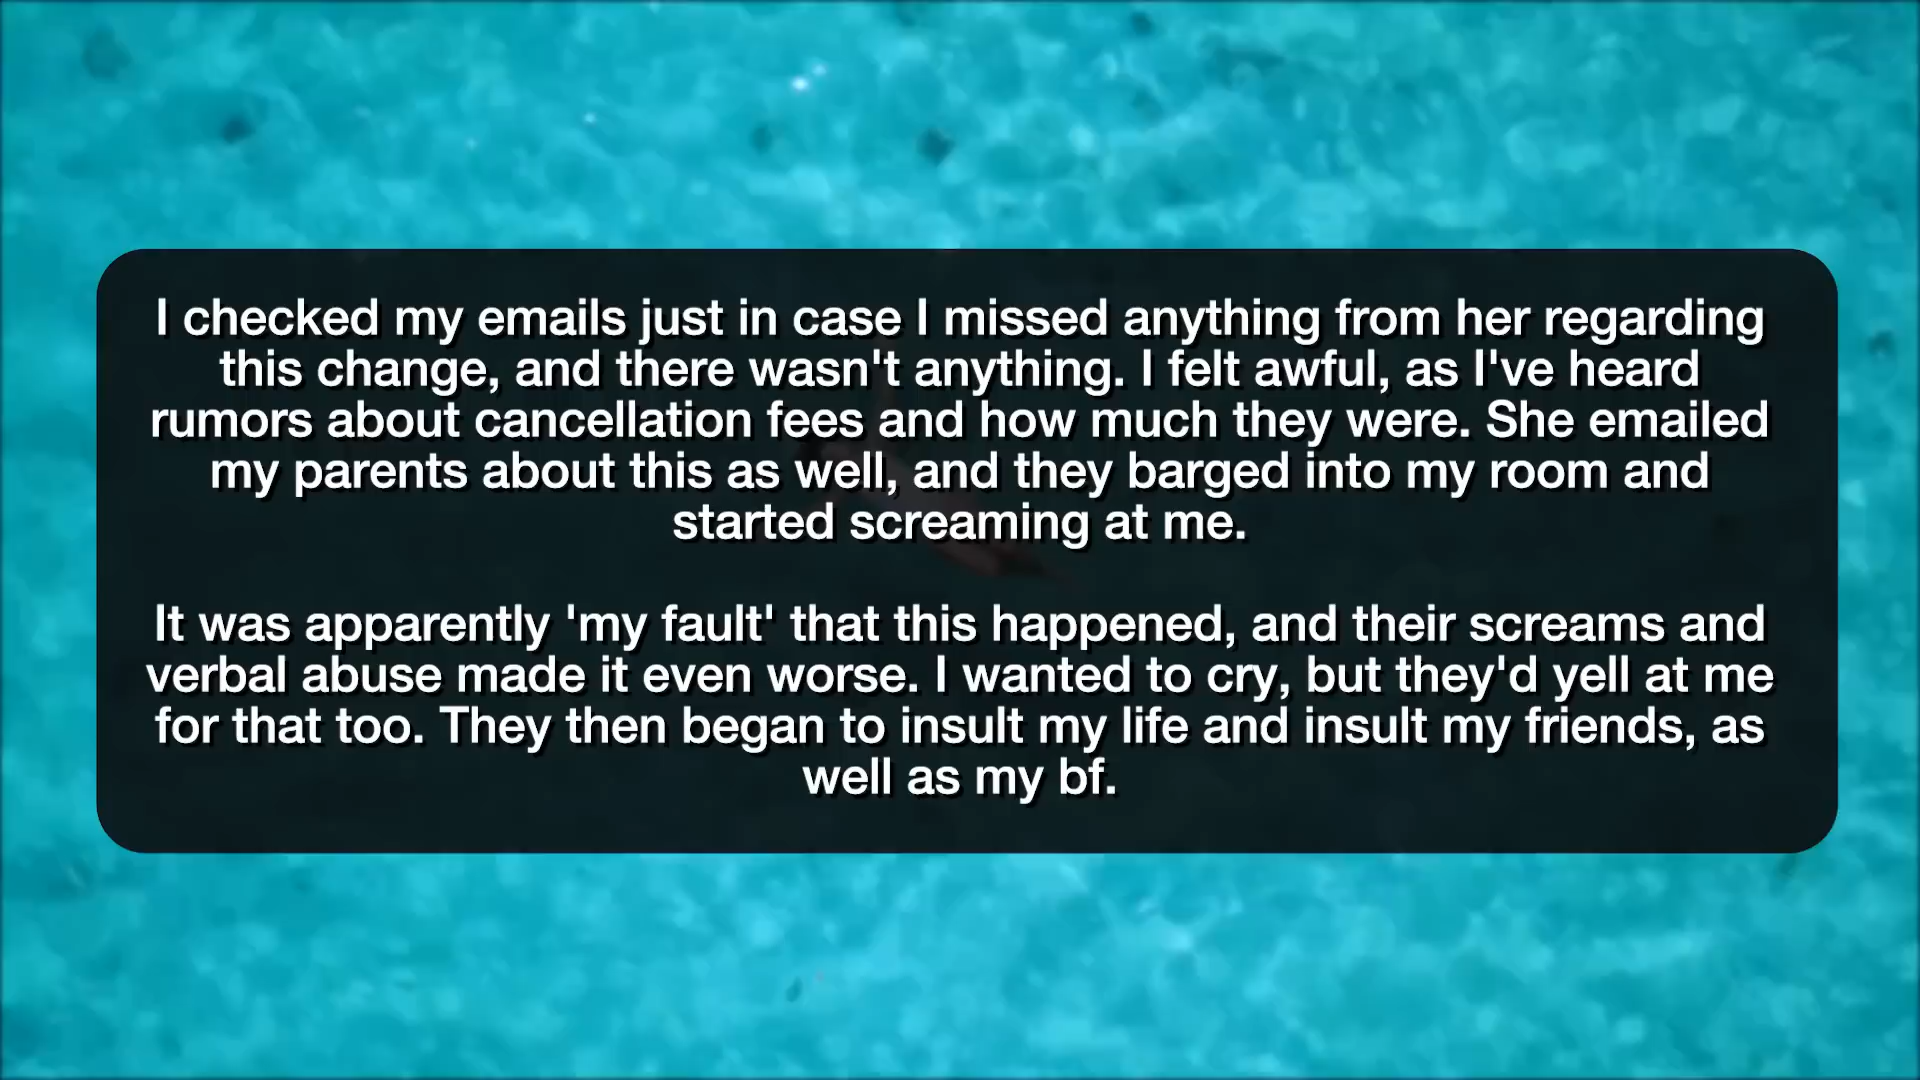 I checked my emails just in case I missed anything from her regarding
this change, and there wasn't anything. I felt awful, as I've heard
rumors about cancellation fees and how much they were. She emailed
my parents about this as well, and they barged into my room and
started screaming at me.
It was apparently 'my fault' that this happened, and their screams and
verbal abuse made it even worse. I wanted to cry, but they'd yell at me
for that too. They then began to insult my life and insult my friends, as
well as my bf.